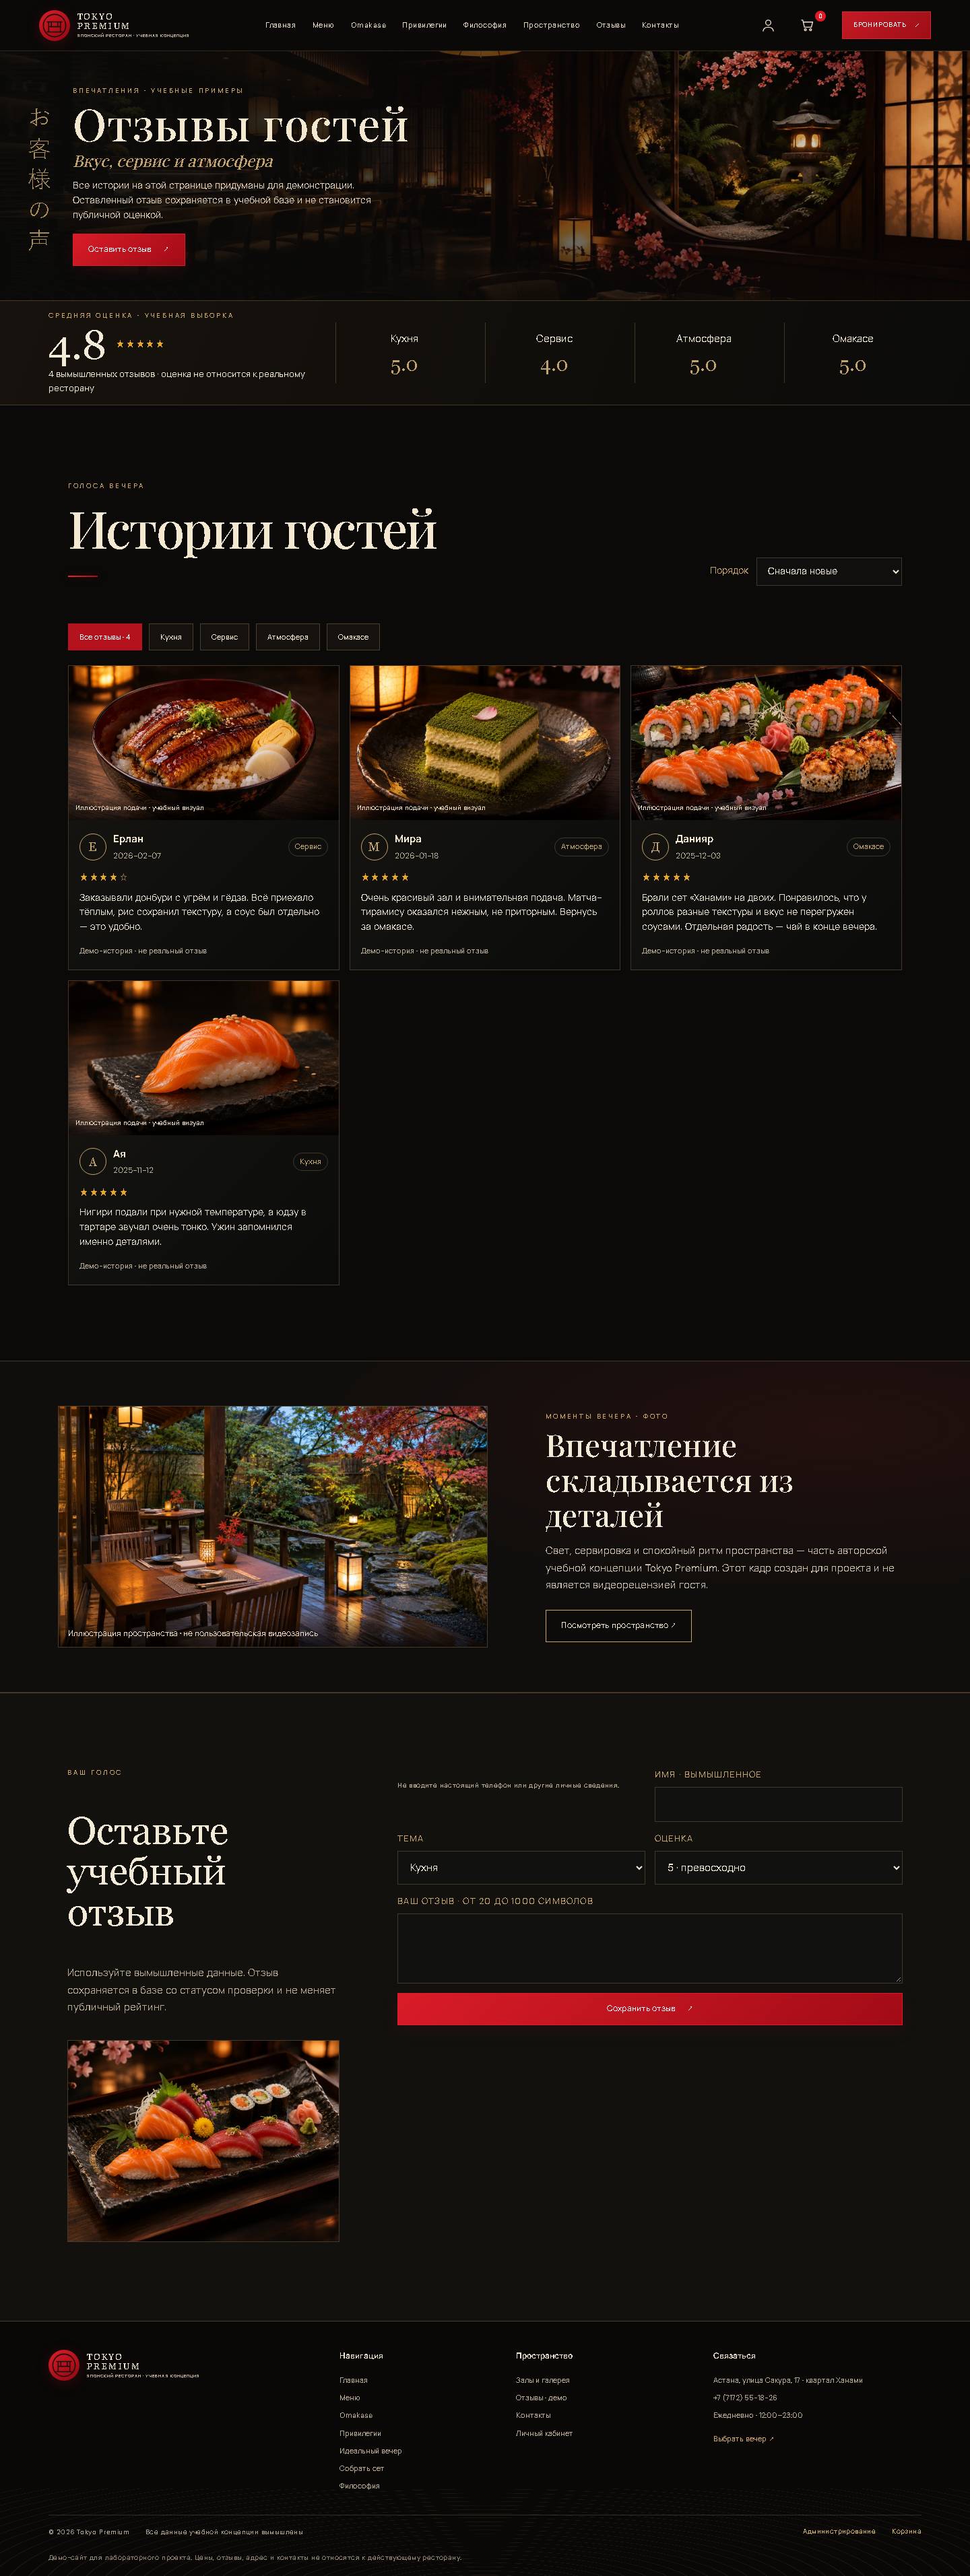 TOKYO
PREMIUM
ЯПОНСКИЙ РЕСТОРАН · УЧЕБНАЯ КОНЦЕПЦИЯ
Главная Меню Omakase Привилегии Философия Пространство Отзывы Контакты
0
БРОНИРОВАТЬ ↗
お客様の声
ВПЕЧАТЛЕНИЯ · УЧЕБНЫЕ ПРИМЕРЫ
Отзывы гостей
Вкус, сервис и атмосфера
Все истории на этой странице придуманы для демонстрации.
Оставленный отзыв сохраняется в учебной базе и не становится
публичной оценкой.
Оставить отзыв ↗
СРЕДНЯЯ ОЦЕНКА · УЧЕБНАЯ ВЫБОРКА
4.8 ★★★★★
4 вымышленных отзывов · оценка не относится к реальному
ресторану
Кухня
5.0
Сервис
4.0
Атмосфера
5.0
Омакасе
5.0
ГОЛОСА ВЕЧЕРА
Истории гостей
Порядок Сначала новые
Все отзывы · 4 Кухня Сервис Атмосфера Омакасе
Иллюстрация подачи · учебный визуал
Е Ерлан
2026-02-07
Сервис
★★★★☆
Заказывали донбури с угрём и гёдза. Всё приехало
тёплым, рис сохранил текстуру, а соус был отдельно
— это удобно.
Демо-история · не реальный отзыв
Иллюстрация подачи · учебный визуал
М Мира
2026-01-18
Атмосфера
★★★★★
Очень красивый зал и внимательная подача. Матча-
тирамису оказался нежным, не приторным. Вернусь
за омакасе.
Демо-история · не реальный отзыв
Иллюстрация подачи · учебный визуал
Д Данияр
2025-12-03
Омакасе
★★★★★
Брали сет «Ханами» на двоих. Понравилось, что у
роллов разные текстуры и вкус не перегружен
соусами. Отдельная радость — чай в конце вечера.
Демо-история · не реальный отзыв
Иллюстрация подачи · учебный визуал
А Ая
2025-11-12
Кухня
★★★★★
Нигири подали при нужной температуре, а юдзу в
тартаре звучал очень тонко. Ужин запомнился
именно деталями.
Демо-история · не реальный отзыв
Иллюстрация пространства · не пользовательская видеозапись
МОМЕНТЫ ВЕЧЕРА · ФОТО
Впечатление
складывается из
деталей
Свет, сервировка и спокойный ритм пространства — часть авторской
учебной концепции Tokyo Premium. Этот кадр создан для проекта и не
является видеорецензией гостя.
Посмотреть пространство ↗
ВАШ ГОЛОС
Оставьте
учебный
отзыв
Используйте вымышленные данные. Отзыв
сохраняется в базе со статусом проверки и не меняет
публичный рейтинг.
Не вводите настоящий телефон или другие личные сведения.
ИМЯ · ВЫМЫШЛЕННОЕ
ТЕМА
Кухня
ОЦЕНКА
5 · превосходно
ВАШ ОТЗЫВ · ОТ 20 ДО 1000 СИМВОЛОВ
Сохранить отзыв ↗
TOKYO
PREMIUM
ЯПОНСКИЙ РЕСТОРАН · УЧЕБНАЯ КОНЦЕПЦИЯ
Навигация
Главная
Меню
Omakase
Привилегии
Идеальный вечер
Собрать сет
Философия
Пространство
Залы и галерея
Отзывы · демо
Контакты
Личный кабинет
Связаться
Астана, улица Сакура, 17 · квартал Ханами
+7 (7172) 55-18-26
Ежедневно · 12:00–23:00
Выбрать вечер ↗
© 2026 Tokyo Premium Все данные учебной концепции вымышлены
Администрирование Корзина
Демо-сайт для лабораторного проекта. Цены, отзывы, адрес и контакты не относятся к действующему ресторану.